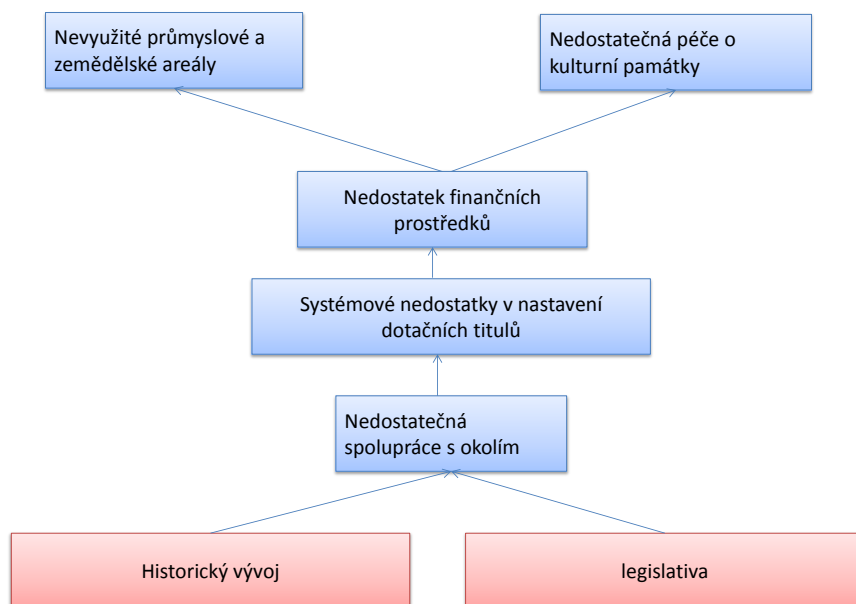 Nevyužité průmyslové a
zemědělské areály
Nedostatečná péče o
kulturní památky
Nedostatek finančních
prostředků
Systémové nedostatky v nastavení
dotačních titulů
Nedostatečná
spolupráce s okolím
Historický vývoj
legislativa